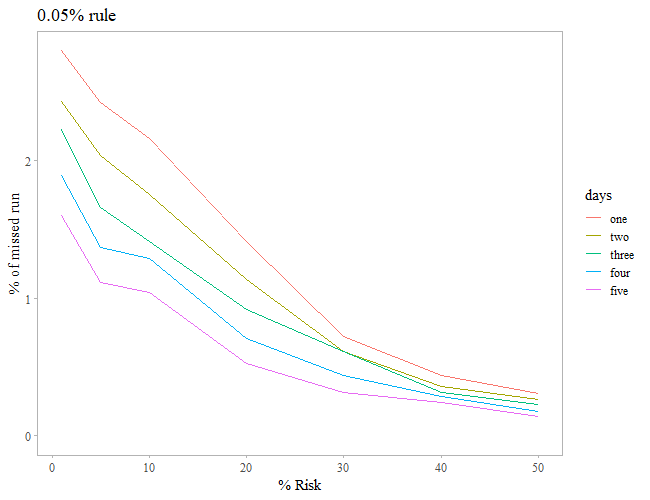 0.05% rule
% of missed run
2
1
0
0
10
20
30
40
50
% Risk
days
one
two
three
four
five